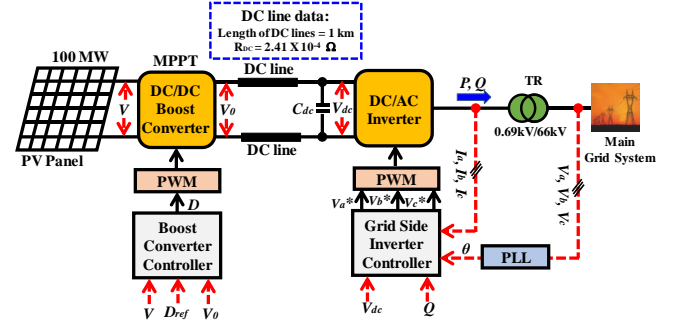 DC line data:
Length of DC lines = 1 km
RDC = 2.41 X 10⁻⁴ Ω
100 MW
MPPT
DC line
P, Q
TR
DC/DC
Boost
Converter
V
V0
Cdc
Vdc
DC/AC
Inverter
0.69kV/66kV
Main
Grid System
PV Panel
DC line
PWM
PWM
Ia, Ib, Ic
Va, Vb, Vc
D
Va* Vb* Vc*
Boost
Converter
Controller
Grid Side
Inverter
Controller
θ
PLL
V
Dref
V0
Vdc
Q